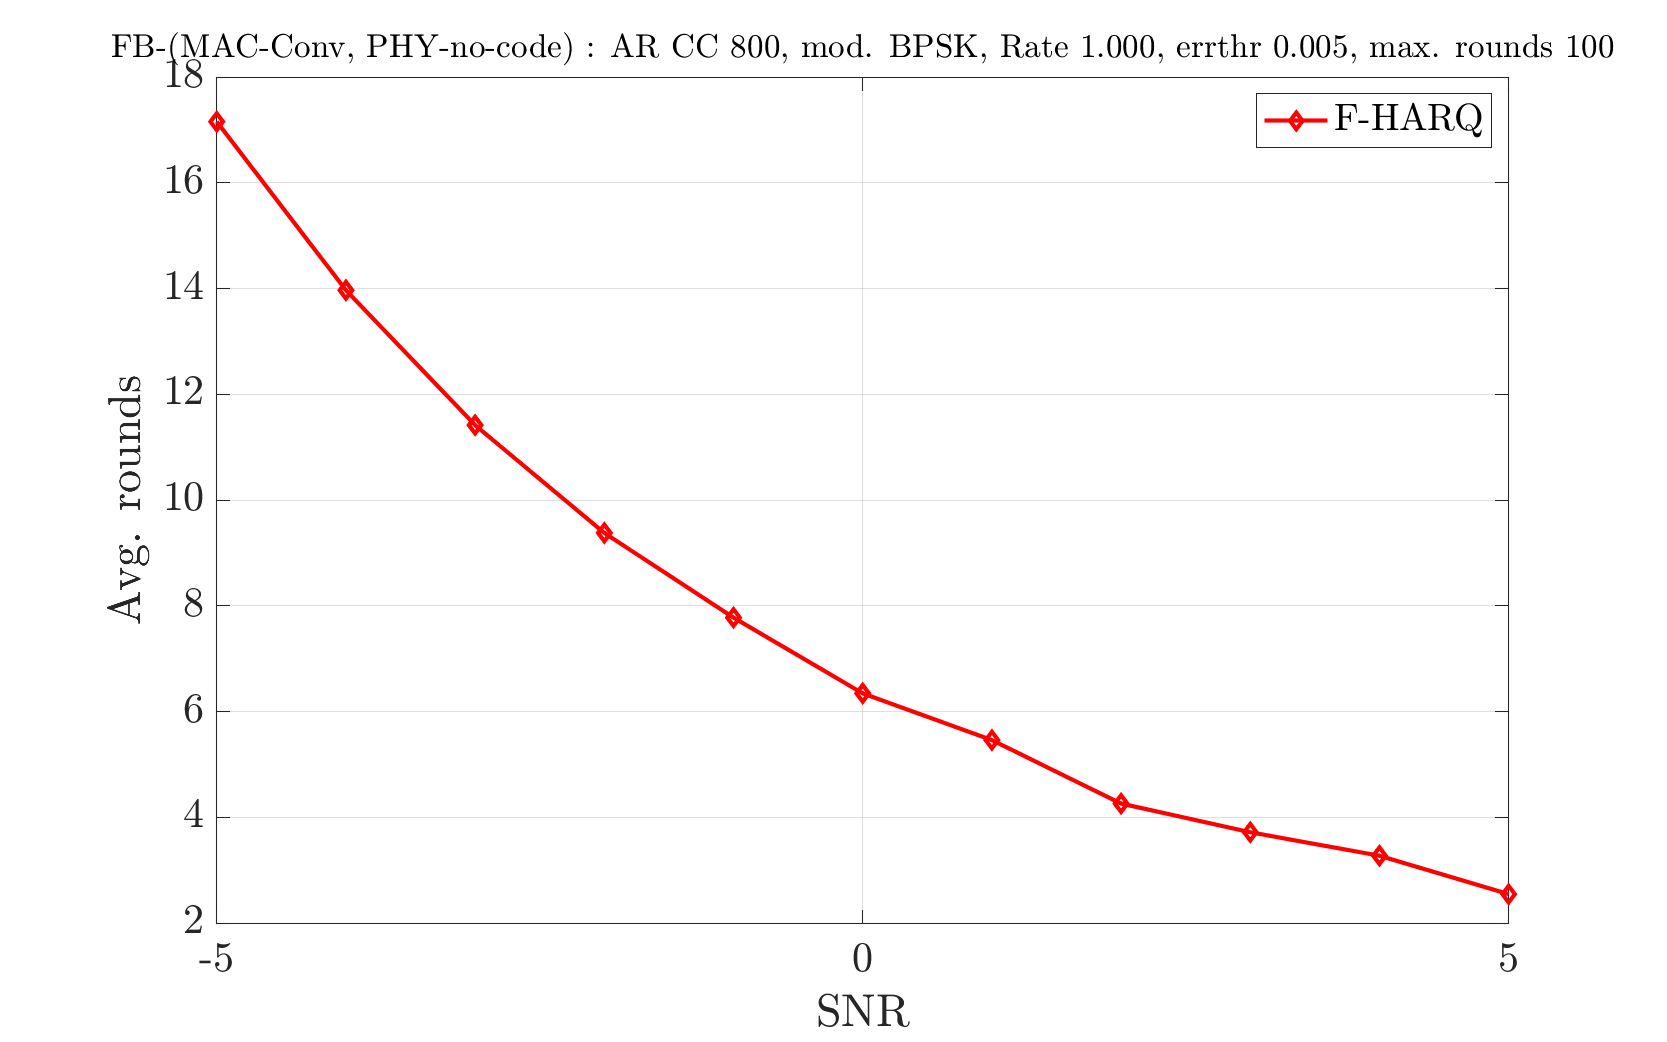 FB-(MAC-Conv, PHY-no-code) : AR CC 800, mod. BPSK, Rate 1.000, errthr 0.005, max. rounds 100
F-HARQ
18
16
14
12
10
8
6
4
2
Avg. rounds
-5 0 5
SNR